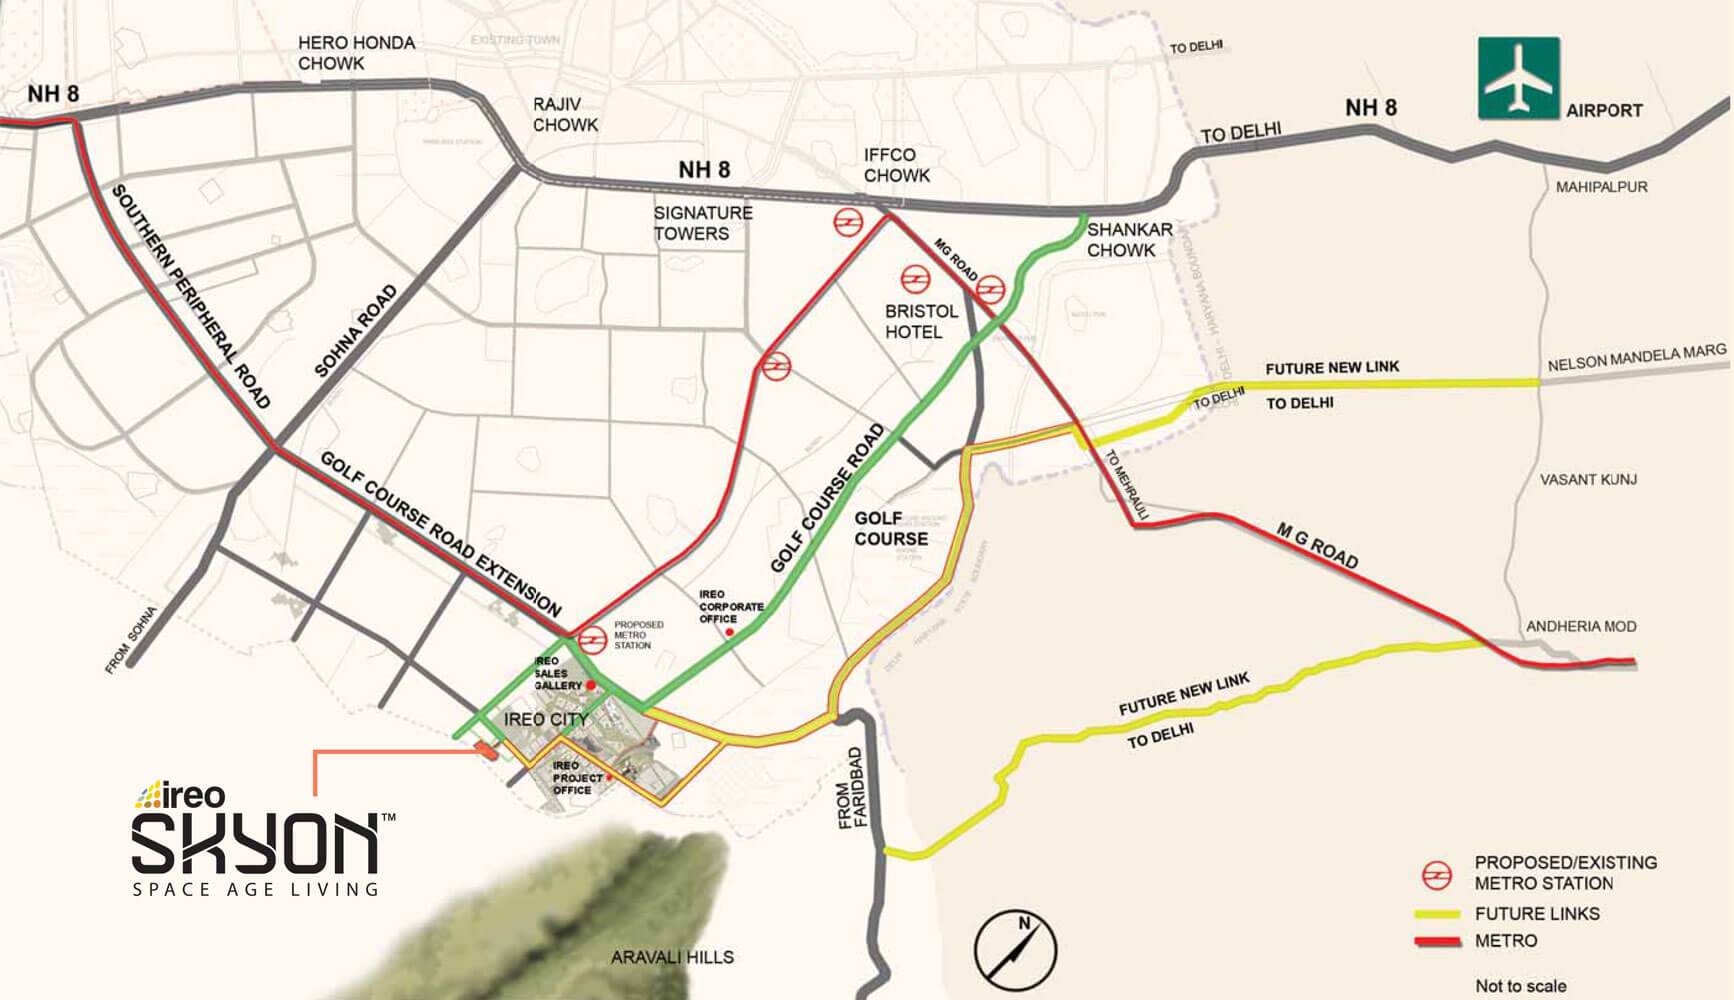 HERO HONDA
CHOWK
EXISTING TOWN
TO DELHI
NH 8
RAJIV
CHOWK
NH 8
AIRPORT
TO DELHI
NH 8
IFFCO
CHOWK
MAHIPALPUR
SIGNATURE
TOWERS
SHANKAR
CHOWK
MG ROAD
SOUTHERN PERIPHERAL ROAD
SOHNA ROAD
BRISTOL
HOTEL
DELHI - HARYANA BOUNDARY
NELSON MANDELA MARG
FUTURE NEW LINK
TO DELHI
TO DELHI
GOLF COURSE ROAD EXTENSION
GOLF COURSE ROAD
TO MEHRAULI
VASANT KUNJ
GOLF
COURSE
M G ROAD
IREO
CORPORATE
OFFICE
FROM SOHNA
PROPOSED
METRO
STATION
DELHI HARYANA STATE BOUNDARY
ANDHERIA MOD
IREO
SALES
GALLERY
IREO CITY
FUTURE NEW LINK
TO DELHI
IREO
PROJECT
OFFICE
FROM
FARIDBAD
ireo
SKYON™
SPACE AGE LIVING
PROPOSED/EXISTING
METRO STATION
FUTURE LINKS
METRO
N
ARAVALI HILLS
Not to scale